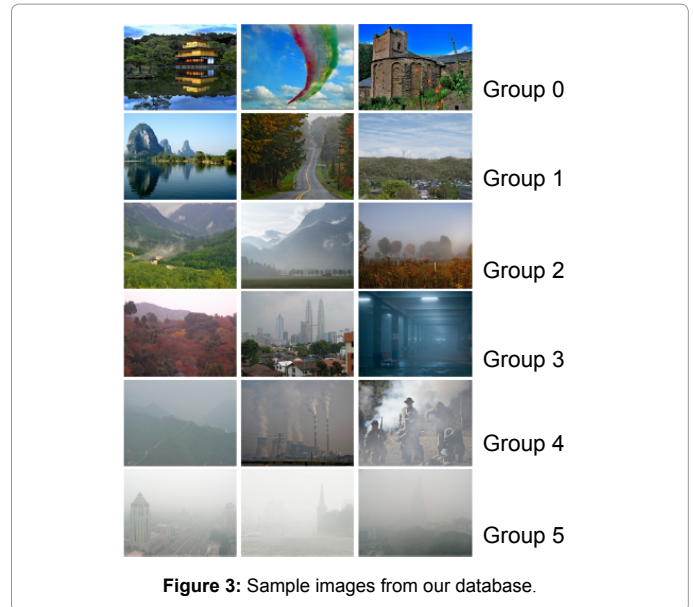 Group 0
Group 1
Group 2
Group 3
Group 4
Group 5
Figure 3: Sample images from our database.